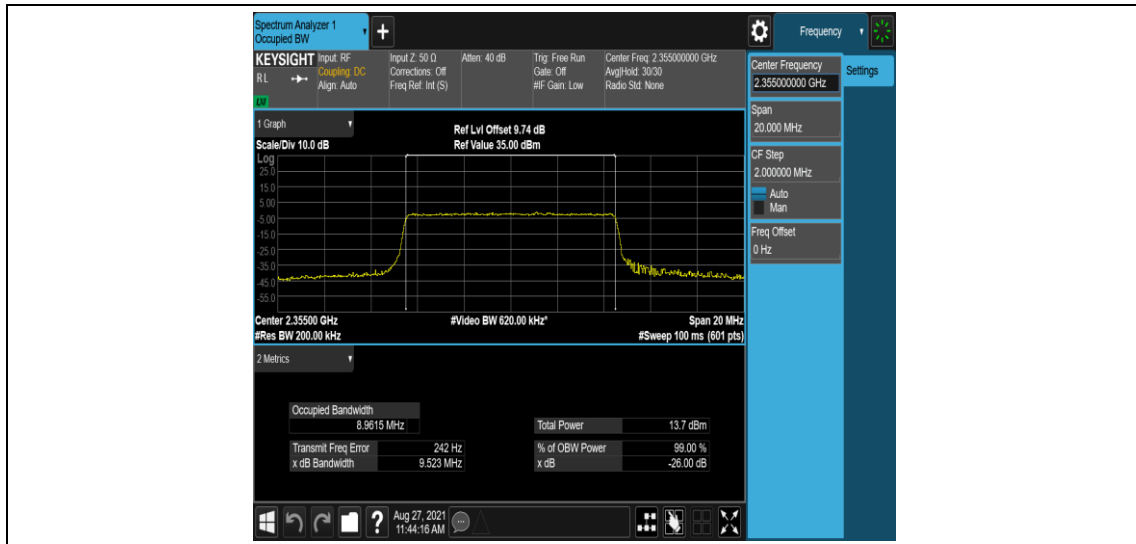 Spectrum Analyzer 1
Occupied BW
+
Frequency
KEYSIGHT
RL
LXI
Input: RF
Coupling: DC
Align: Auto
Input Z: 50 Ω
Corrections: Off
Freq Ref: Int (S)
Atten: 40 dB
Trig: Free Run
Gate: Off
#IF Gain: Low
Center Freq: 2.355000000 GHz
Avg|Hold: 30/30
Radio Std: None
Center Frequency
2.355000000 GHz
Settings
Span
20.000 MHz
CF Step
2.000000 MHz
Auto
Man
Freq Offset
0 Hz
1 Graph
Ref Lvl Offset 9.74 dB
Scale/Div 10.0 dB
Ref Value 35.00 dBm
Log
25.0
15.0
5.00
-5.00
-15.0
-25.0
-35.0
-45.0
-55.0
Center 2.35500 GHz
#Video BW 620.00 kHz*
Span 20 MHz
#Res BW 200.00 kHz
#Sweep 100 ms (601 pts)
2 Metrics
Occupied Bandwidth
8.9615 MHz
Total Power 13.7 dBm
Transmit Freq Error 242 Hz
% of OBW Power 99.00 %
x dB Bandwidth 9.523 MHz
x dB -26.00 dB
?
Aug 27, 2021
11:44:16 AM